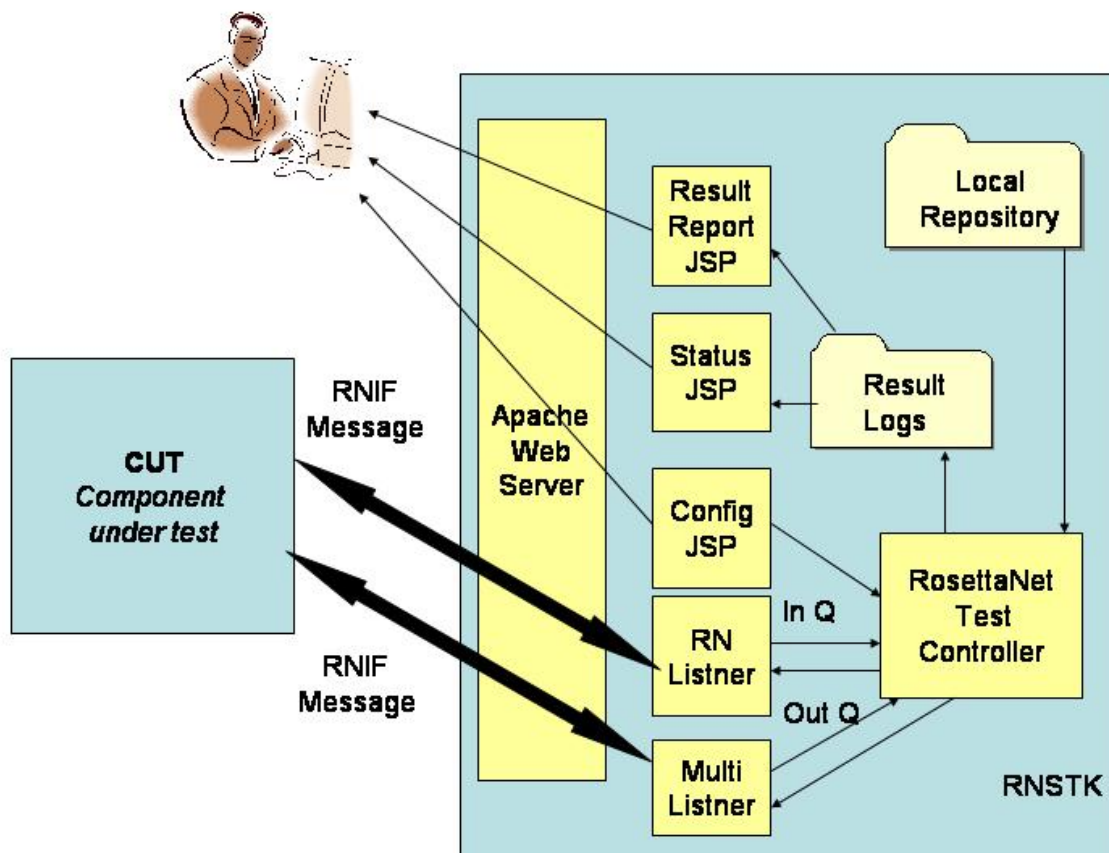 Result
Report
JSP
Local
Repository
Status
JSP
Result
Logs
RNIF
Message
Apache
Web
Server
CUT
Component
under test
Config
JSP
RosettaNet
Test
Controller
In Q
RN
Listner
RNIF
Message
Out Q
Multi
Listner
RNSTK